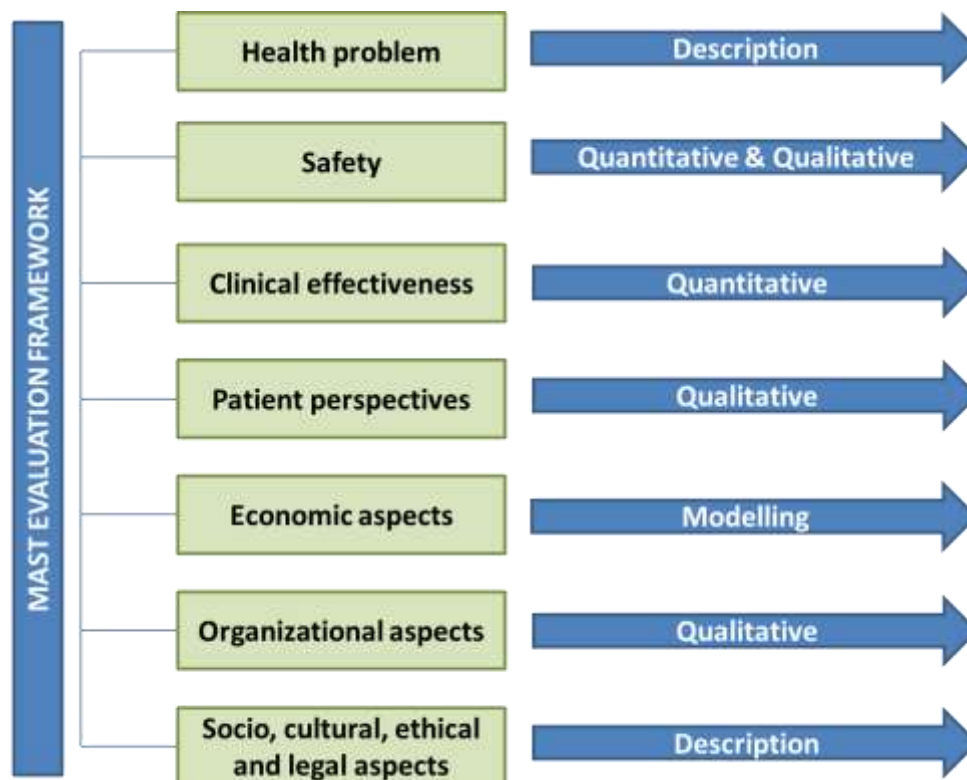 MAST EVALUATION FRAMEWORK
Health problem
Description
Safety
Quantitative & Qualitative
Clinical effectiveness
Quantitative
Patient perspectives
Qualitative
Economic aspects
Modelling
Organizational aspects
Qualitative
Socio, cultural, ethical
and legal aspects
Description